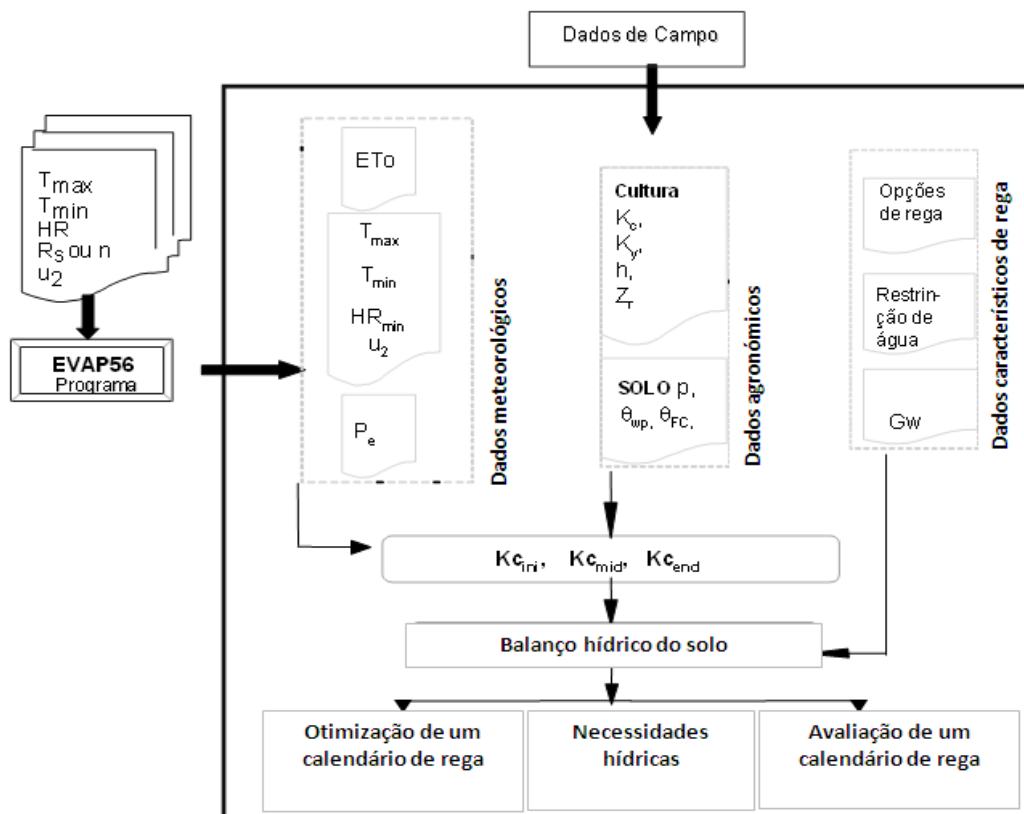 Dados de Campo
Tmax
Tmin
HR
RS ou n
u2
EVAP56
Programa
ETo
Tmax
Tmin
HRmin
u2
Pe
Dados meteorológicos
Cultura
Kc,
Ky,
h,
Zr
SOLO p,
θwp, θFC,
Dados agronómicos
Opções
de rega
Restrin-
ção de
água
Gw
Dados característicos de rega
Kcini, Kcmid, Kcend
Balanço hídrico do solo
Otimização de um
calendário de rega
Necessidades
hídricas
Avaliação de um
calendário de rega